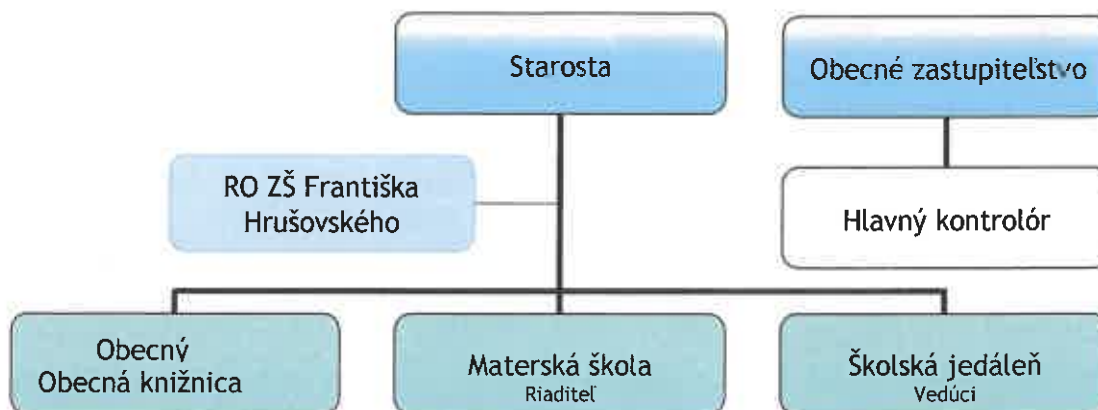 Starosta
Obecné zastupiteľstvo
RO ZŠ Františka
Hrušovského
Hlavný kontrolór
Obecný
Obecná knižnica
Materská škola
Riaditeľ
Školská jedáleň
Vedúci